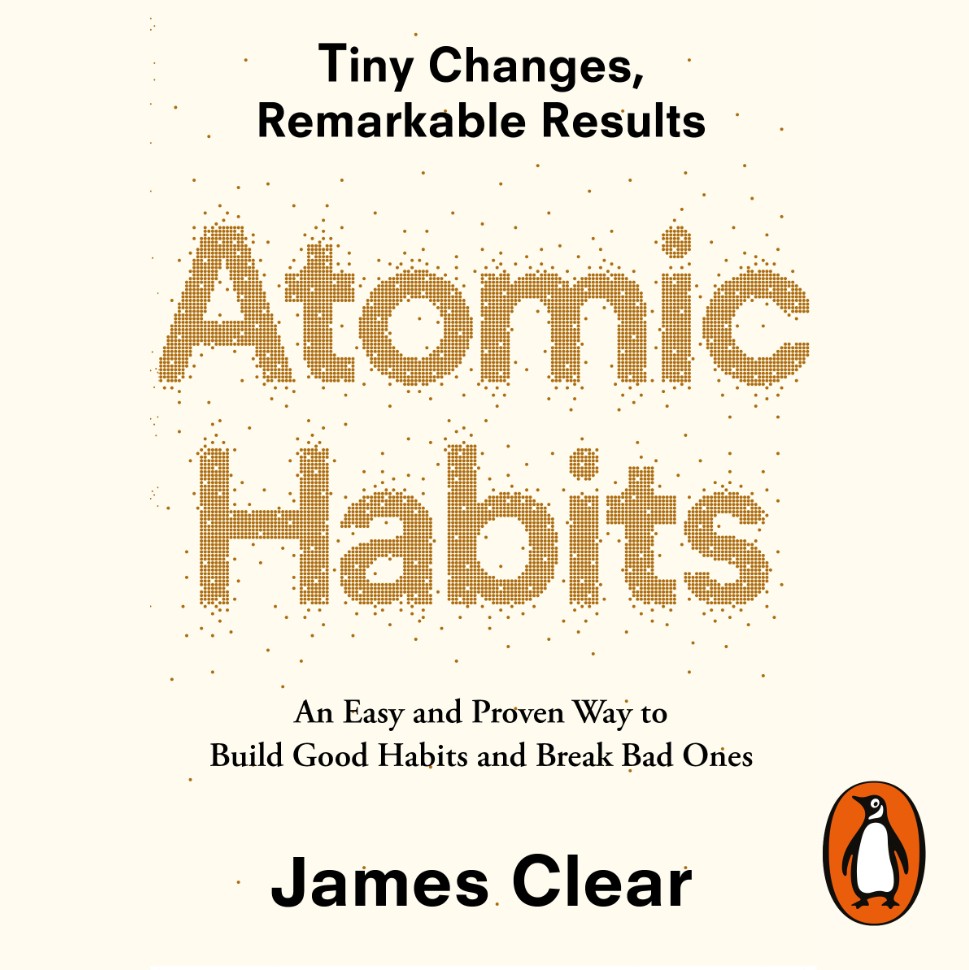 Tiny Changes,
Remarkable Results
Atomic
Habits
An Easy and Proven Way to
Build Good Habits and Break Bad Ones
James Clear